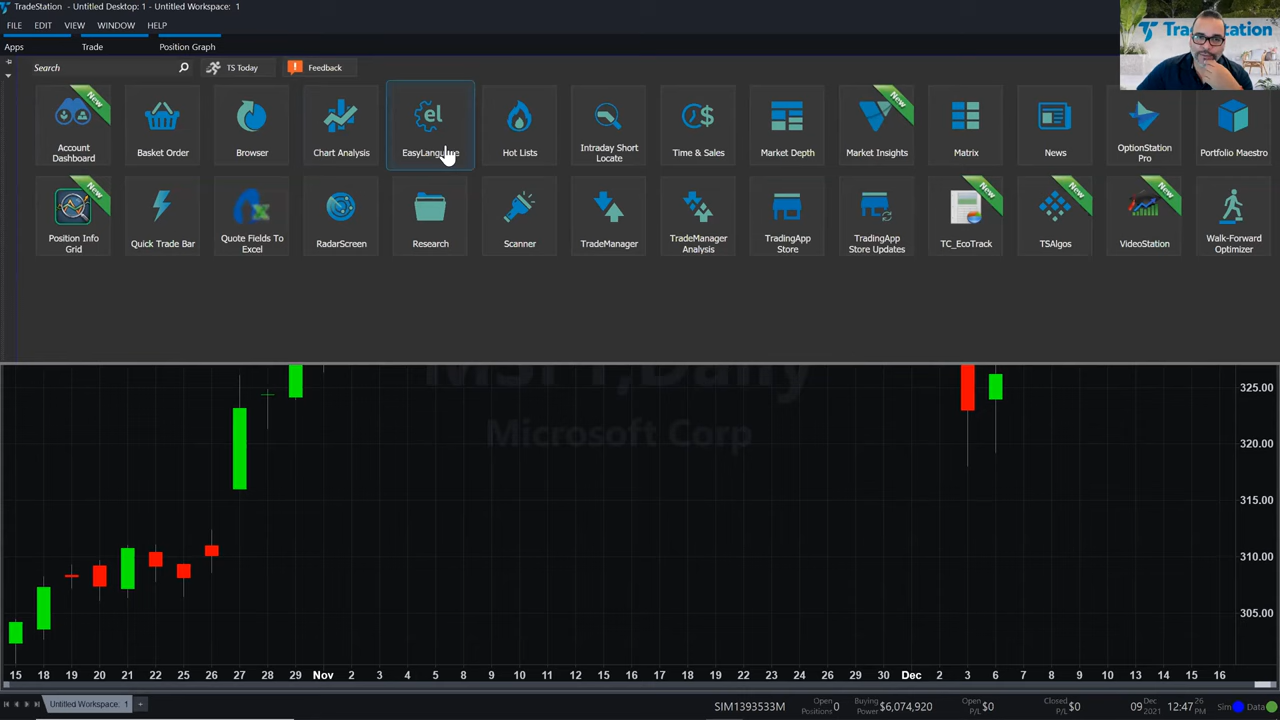 TradeStation - Untitled Desktop: 1 - Untitled Workspace: 1
FILE EDIT VIEW WINDOW HELP
Apps Trade Position Graph
Search TS Today Feedback
New New
Account Dashboard
Basket Order
Browser
Chart Analysis
el
Hot Lists
Intraday Short Locate
Time & Sales
Market Depth
Market Insights
Matrix
News
OptionStation Pro
Portfolio Maestro
New New New New
Position Info Grid
Quick Trade Bar
Quote Fields To Excel
RadarScreen
Research
Scanner
TradeManager
TradeManager Analysis
TradingApp Store
TradingApp Store Updates
TC_EcoTrack
TSAlgos
VideoStation
Walk-Forward Optimizer
MSFT,Daily
Microsoft Corp
325.00
320.00
315.00
310.00
305.00
15 18 19 20 21 22 25 26 27 28 29 Nov 2 3 4 5 8 9 10 11 12 15 16 17 18 19 22 23 24 26 29 30 Dec 2 3 6 7 8 9 10 13 14 15 16
Untitled Workspace: 1 +
SIM1393533M Open Positions 0 Buying Power $6,074,920 Open P/L $0 Closed P/L $0 09 Dec 2021 12:47 26 PM Sim Data